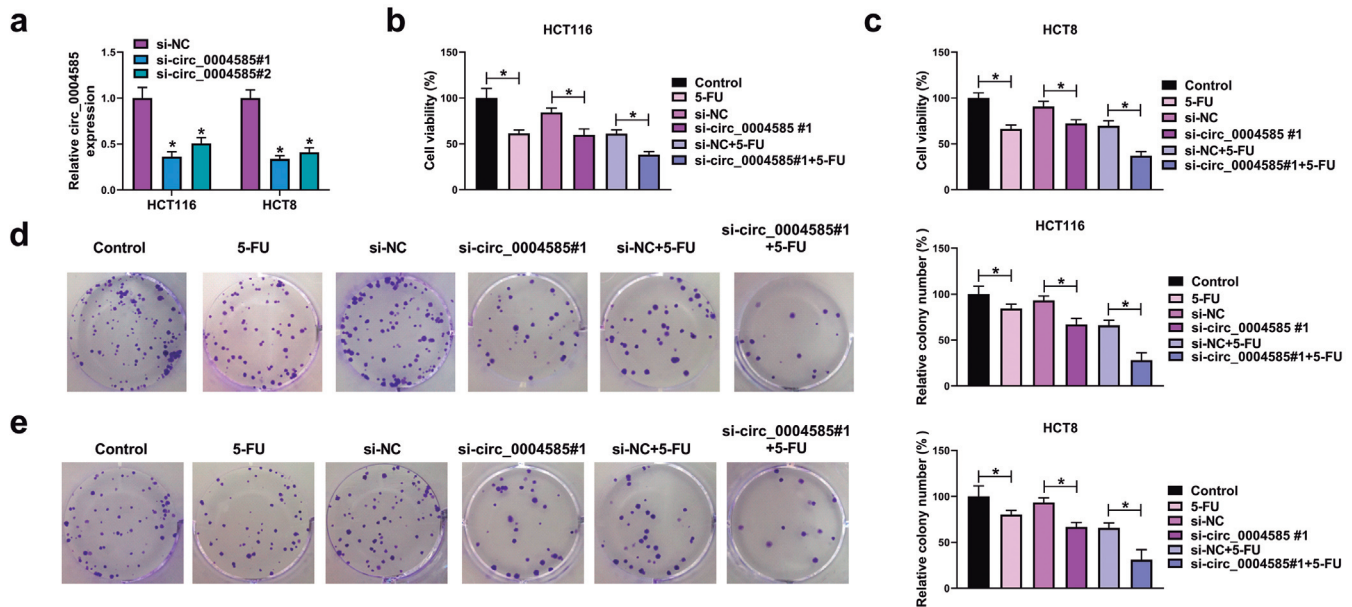 a
Relative circ_0004585
expression
si-NC
si-circ_0004585#1
si-circ_0004585#2
1.5
1.0
0.5
0.0
* * * *
HCT116 HCT8
b
HCT116
Cell viability (%)
150
100
50
0
* * *
Control
5-FU
si-NC
si-circ_0004585 #1
si-NC+5-FU
si-circ_0004585#1+5-FU
c
HCT8
Cell viability (%)
150
100
50
0
* * *
Control
5-FU
si-NC
si-circ_0004585 #1
si-NC+5-FU
si-circ_0004585#1+5-FU
d
Control 5-FU si-NC si-circ_0004585#1 si-NC+5-FU si-circ_0004585#1
+5-FU
HCT116
Relative colony number (% )
150
100
50
0
* * *
Control
5-FU
si-NC
si-circ_0004585 #1
si-NC+5-FU
si-circ_0004585#1+5-FU
e
Control 5-FU si-NC si-circ_0004585#1 si-NC+5-FU si-circ_0004585#1
+5-FU
HCT8
Relative colony number (% )
150
100
50
0
* * *
Control
5-FU
si-NC
si-circ_0004585 #1
si-NC+5-FU
si-circ_0004585#1+5-FU